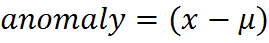 anomaly = (x − μ)